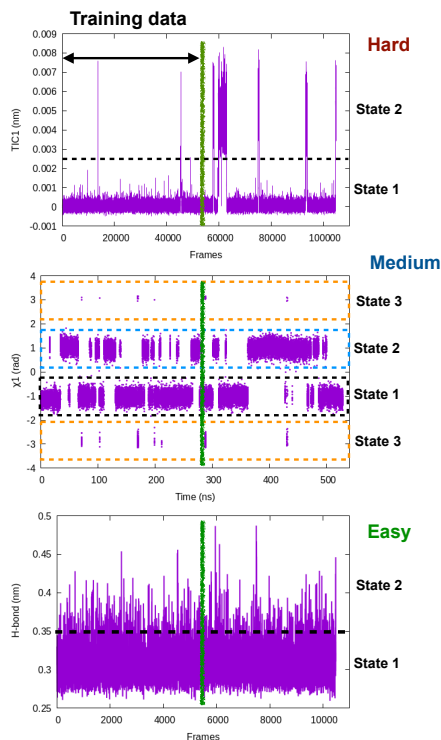 Training data
Hard
0.009
0.008
0.007
0.006
0.005
0.004
0.003
0.002
0.001
0
-0.001
TIC1 (nm)
State 2
State 1
0 20000 40000 60000 80000 100000
Frames
Medium
4
3
2
1
0
-1
-2
-3
-4
χ1 (rad)
State 3
State 2
State 1
State 3
0 100 200 300 400 500
Time (ns)
Easy
0.5
0.45
0.4
0.35
0.3
0.25
H-bond (nm)
State 2
State 1
0 2000 4000 6000 8000 10000
Frames